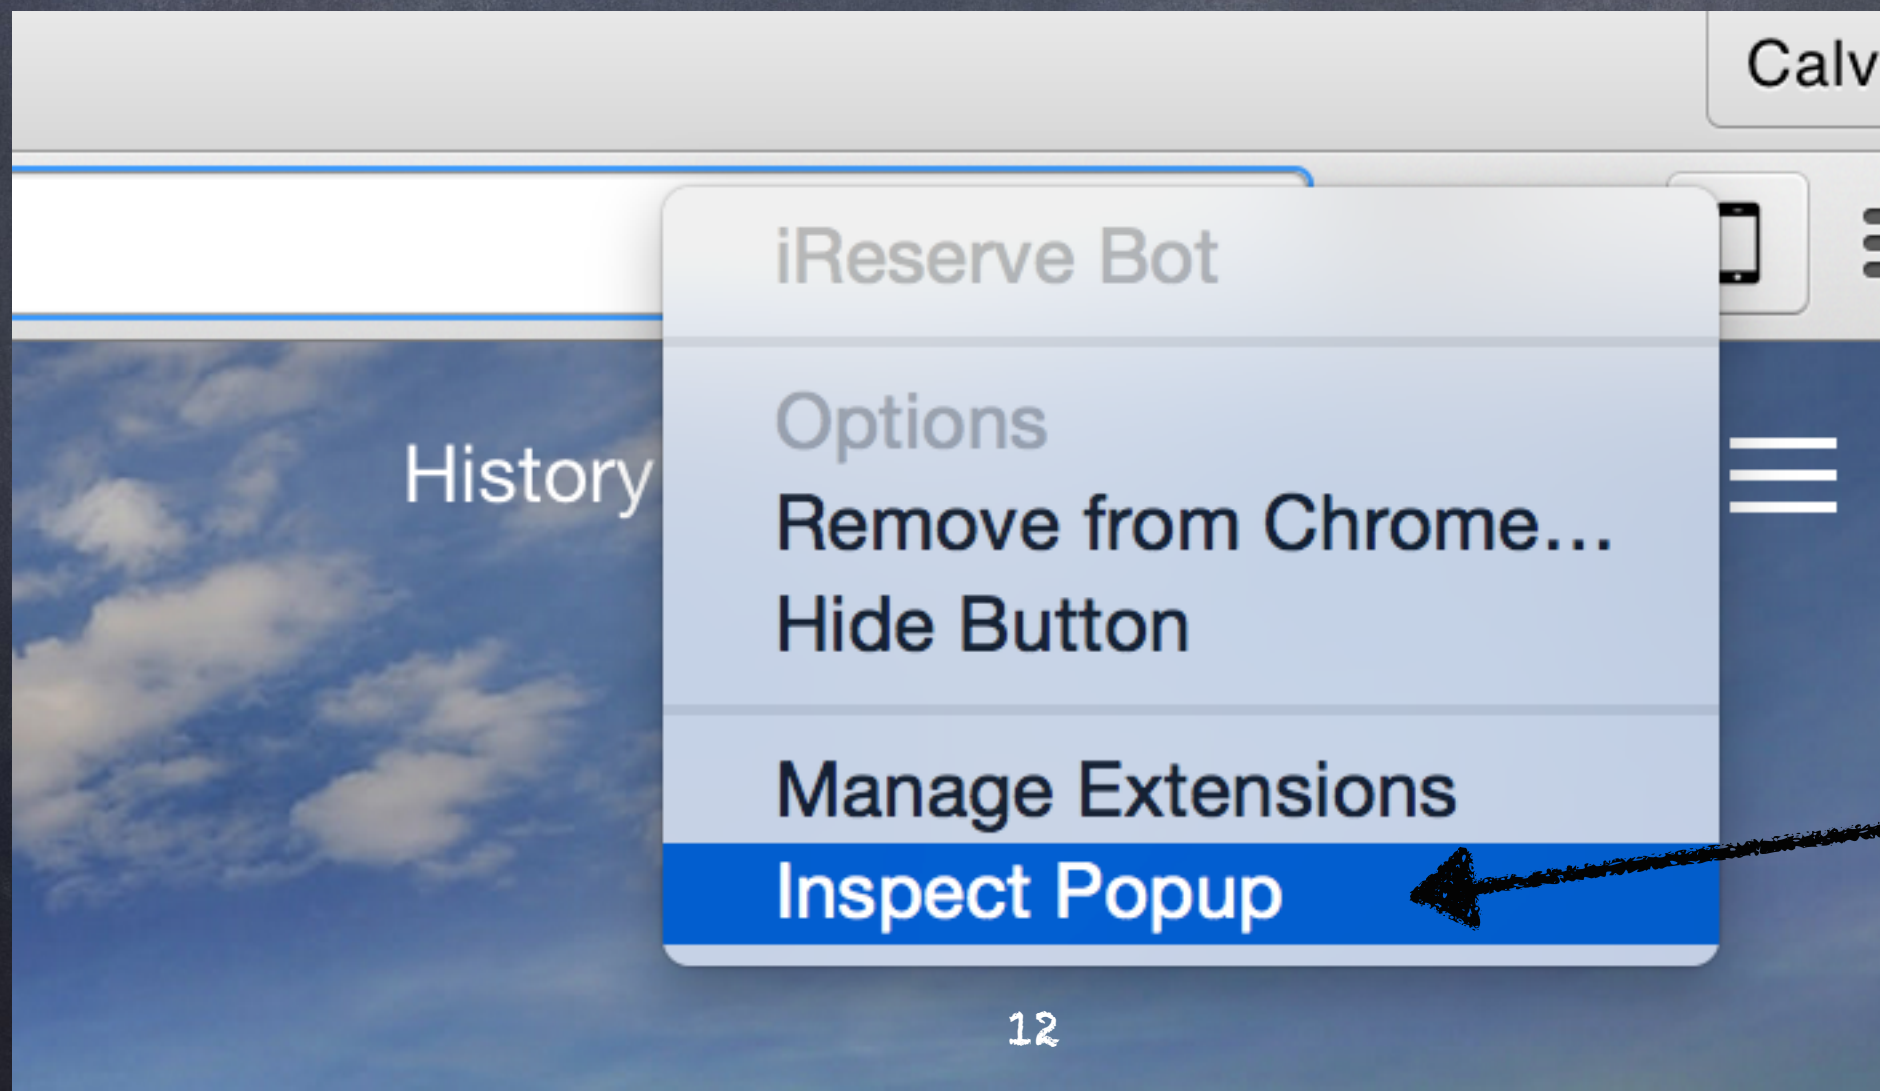 Calv
iReserve Bot
Options
History
Remove from Chrome...
Hide Button
Manage Extensions
Inspect Popup
12